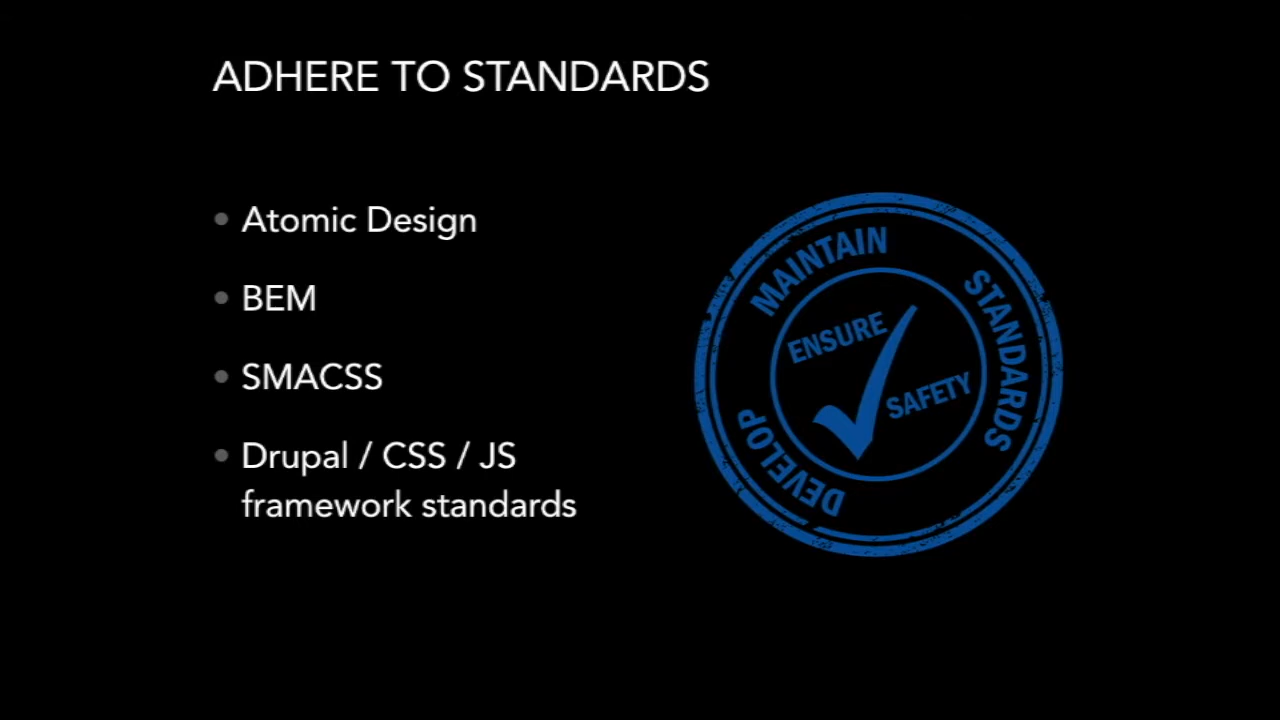 ADHERE TO STANDARDS
• Atomic Design
• BEM
• SMACSS
• Drupal / CSS / JS
framework standards
MAINTAIN
STANDARDS
DEVELOP
ENSURE
SAFETY